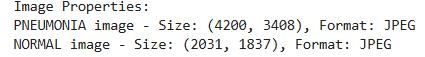 Image Properties:
PNEUMONIA image - Size: (4200, 3408), Format: JPEG
NORMAL image - Size: (2031, 1837), Format: JPEG